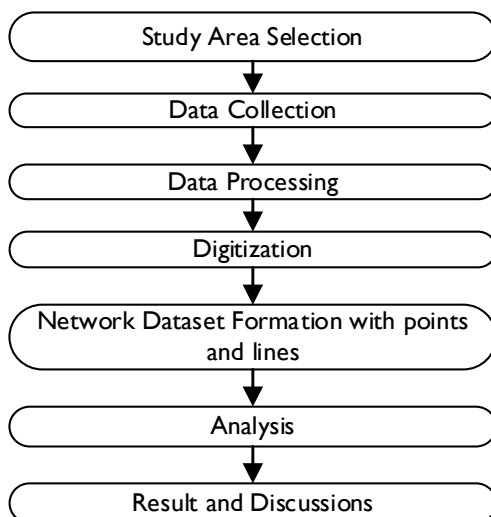 Study Area Selection
Data Collection
Data Processing
Digitization
Network Dataset Formation with points
and lines
Analysis
Result and Discussions